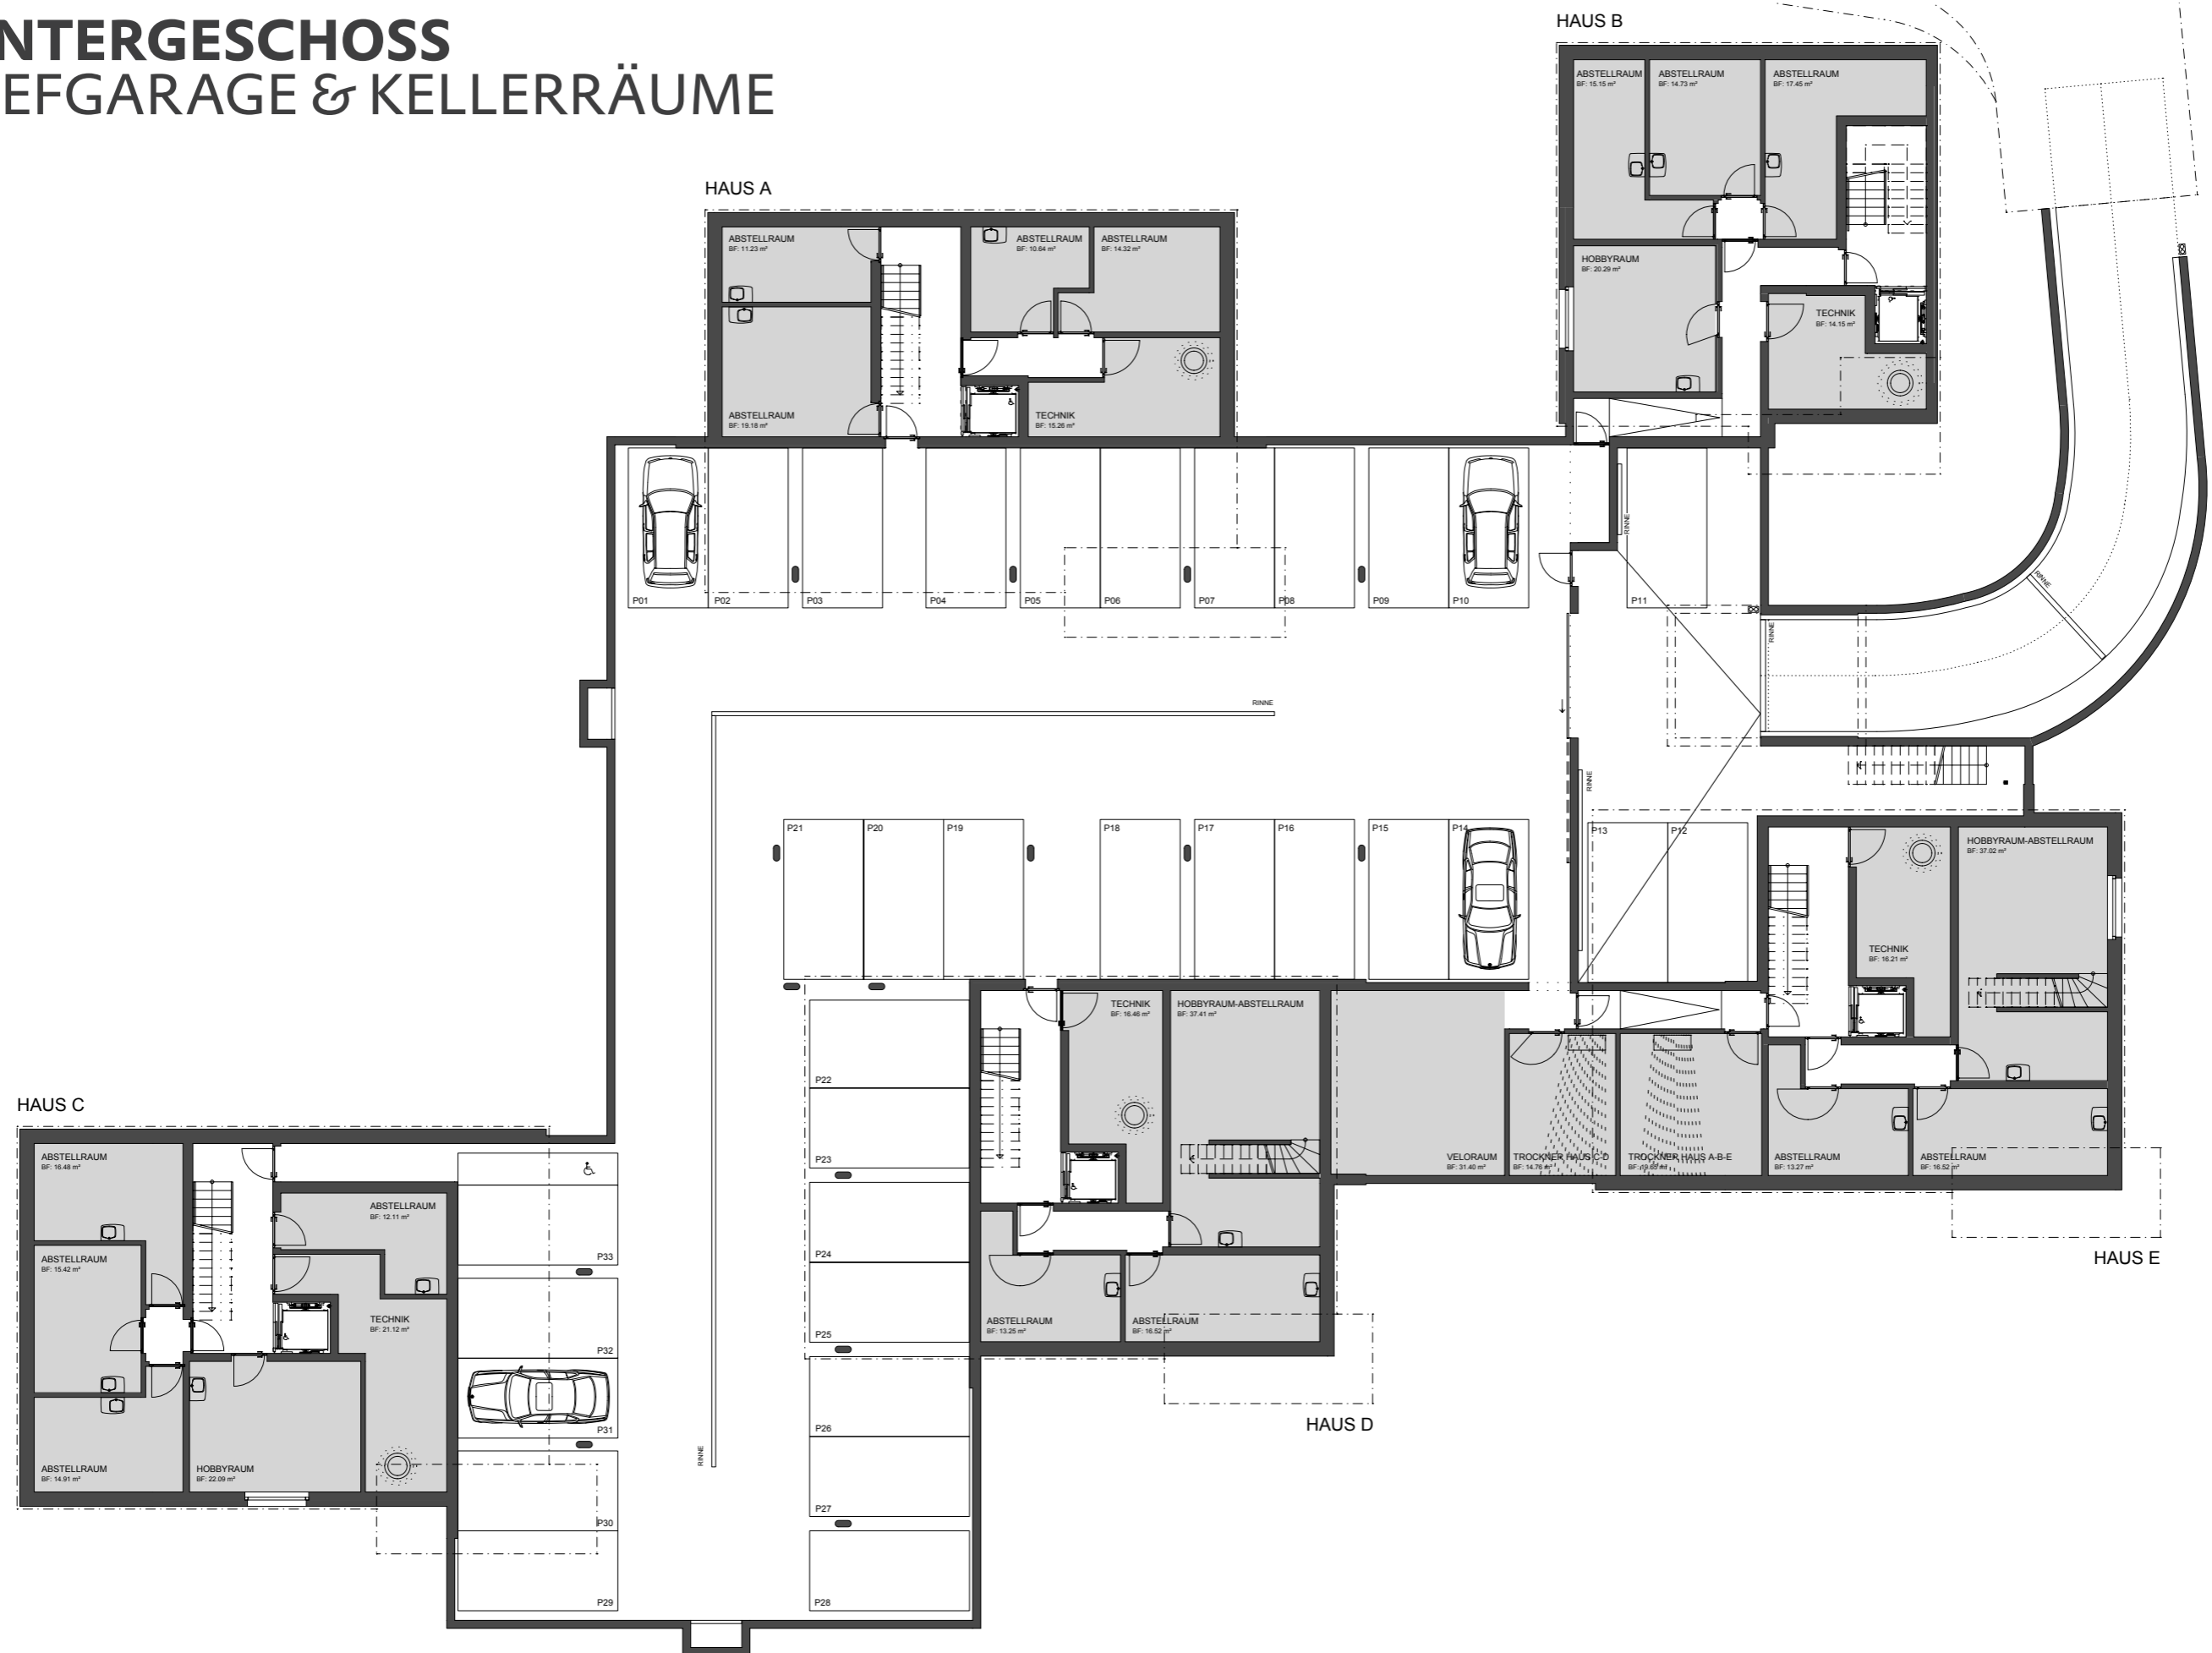 NTERGESCHOSS
EFGARAGE & KELLERRÄUME
HAUS B
ABSTELLRAUM
BF: 15.15 m²
ABSTELLRAUM
BF: 14.73 m²
ABSTELLRAUM
BF: 17.45 m²
HOBBYRAUM
BF: 20.29 m²
TECHNIK
BF: 14.15 m²
HAUS A
ABSTELLRAUM
BF: 11.23 m²
ABSTELLRAUM
BF: 10.64 m²
ABSTELLRAUM
BF: 14.32 m²
ABSTELLRAUM
BF: 19.18 m²
TECHNIK
BF: 15.26 m²
P01
P02
P03
P04
P05
P06
P07
P08
P09
P10
P11
RINNE
RINNE
RINNE
RINNE
RINNE
P21
P20
P19
P18
P17
P16
P15
P14
P13
P12
HOBBYRAUM-ABSTELLRAUM
BF: 37.02 m²
TECHNIK
BF: 16.21 m²
TECHNIK
BF: 16.46 m²
HOBBYRAUM-ABSTELLRAUM
BF: 37.41 m²
P22
P23
P24
P25
P26
P27
P28
VELORAUM
BF: 31.40 m²
TROCKNER HAUS C-D
BF: 14.76 m²
TROCKNER HAUS A-B-E
ABSTELLRAUM
BF: 13.27 m²
ABSTELLRAUM
BF: 16.52 m²
HAUS E
ABSTELLRAUM
BF: 13.25 m²
ABSTELLRAUM
BF: 16.52 m²
HAUS D
HAUS C
ABSTELLRAUM
BF: 16.48 m²
ABSTELLRAUM
BF: 12.11 m²
ABSTELLRAUM
BF: 15.42 m²
TECHNIK
BF: 21.12 m²
ABSTELLRAUM
BF: 14.91 m²
HOBBYRAUM
BF: 22.09 m²
P33
P32
P31
P30
P29
RINNE